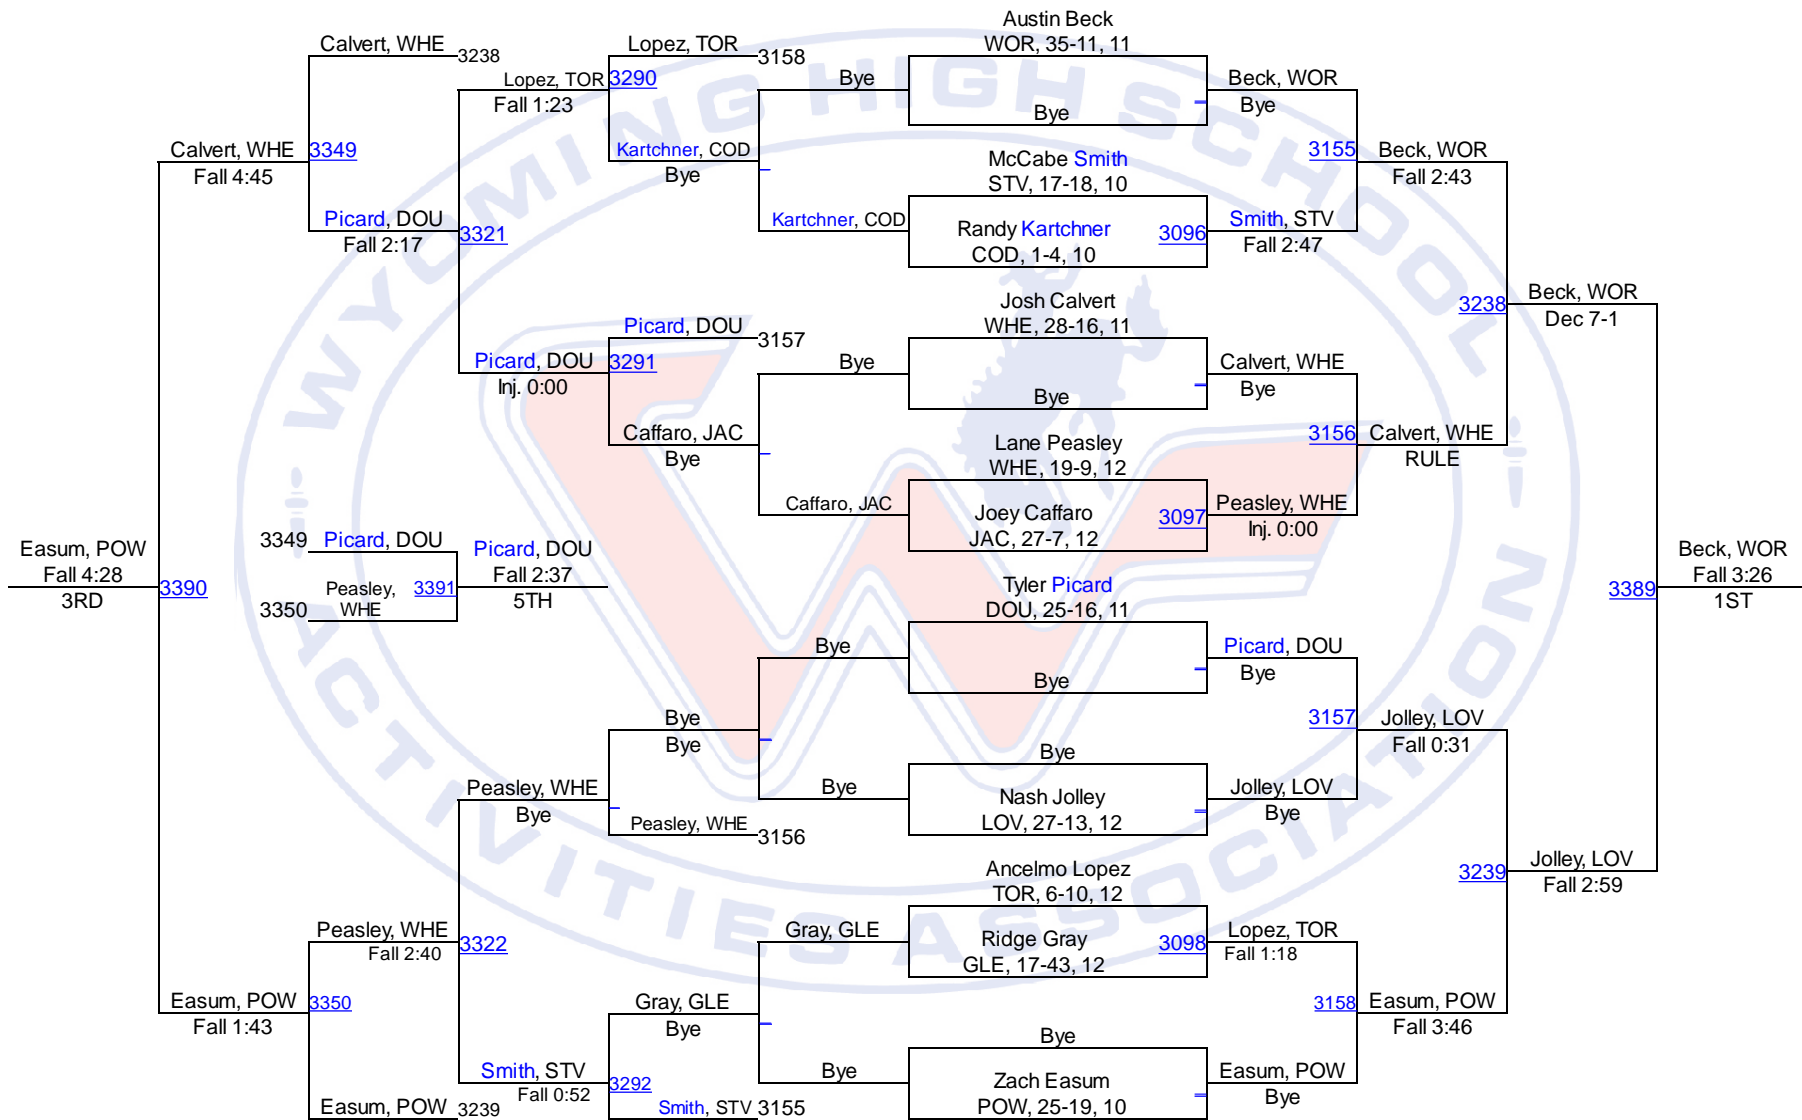 Austin Beck
Calvert, WHE
3238
Lopez, TOR
3158
WOR, 35-11, 11
Lopez, TOR
3290
Bye
Beck, WOR
Fall 1:23
Bye
Bye
Calvert, WHE
3349
Kartchner, COD
McCabe Smith
3155
Beck, WOR
Fall 4:45
Bye
STV, 17-18, 10
Fall 2:43
Picard, DOU
3321
Kartchner, COD
Randy Kartchner
3096
Smith, STV
Fall 2:17
COD, 1-4, 10
Fall 2:47
Josh Calvert
3238
Beck, WOR
Picard, DOU
3157
WHE, 28-16, 11
Dec 7-1
Picard, DOU
3291
Bye
Calvert, WHE
Inj. 0:00
Bye
Bye
Caffaro, JAC
Lane Peasley
3156
Calvert, WHE
Bye
WHE, 19-9, 12
RULE
Caffaro, JAC
Joey Caffaro
3097
Peasley, WHE
JAC, 27-7, 12
Inj. 0:00
3349
Picard, DOU
Picard, DOU
Easum, POW
Fall 4:28
3RD
3390
Peasley,
WHE
3350
3391
Fall 2:37
5TH
Tyler Picard
DOU, 25-16, 11
3389
Beck, WOR
Fall 3:26
1ST
Bye
Picard, DOU
Bye
Bye
Bye
Bye
3157
Jolley, LOV
Fall 0:31
Bye
Peasley, WHE
Bye
Bye
Nash Jolley
LOV, 27-13, 12
Jolley, LOV
Bye
Peasley, WHE
3156
Ancelmo Lopez
TOR, 6-10, 12
3239
Jolley, LOV
Fall 2:59
Peasley, WHE
Fall 2:40
3322
Gray, GLE
Ridge Gray
GLE, 17-43, 12
3098
Lopez, TOR
Fall 1:18
Easum, POW
Fall 1:43
3350
Gray, GLE
Bye
3158
Easum, POW
Fall 3:46
Bye
Smith, STV
Fall 0:52
3292
Bye
Zach Easum
POW, 25-19, 10
Easum, POW
Bye
Easum, POW
3239
Smith, STV
3155
WYOMING HIGH SCHOOL
ACTIVITIES ASSOCIATION